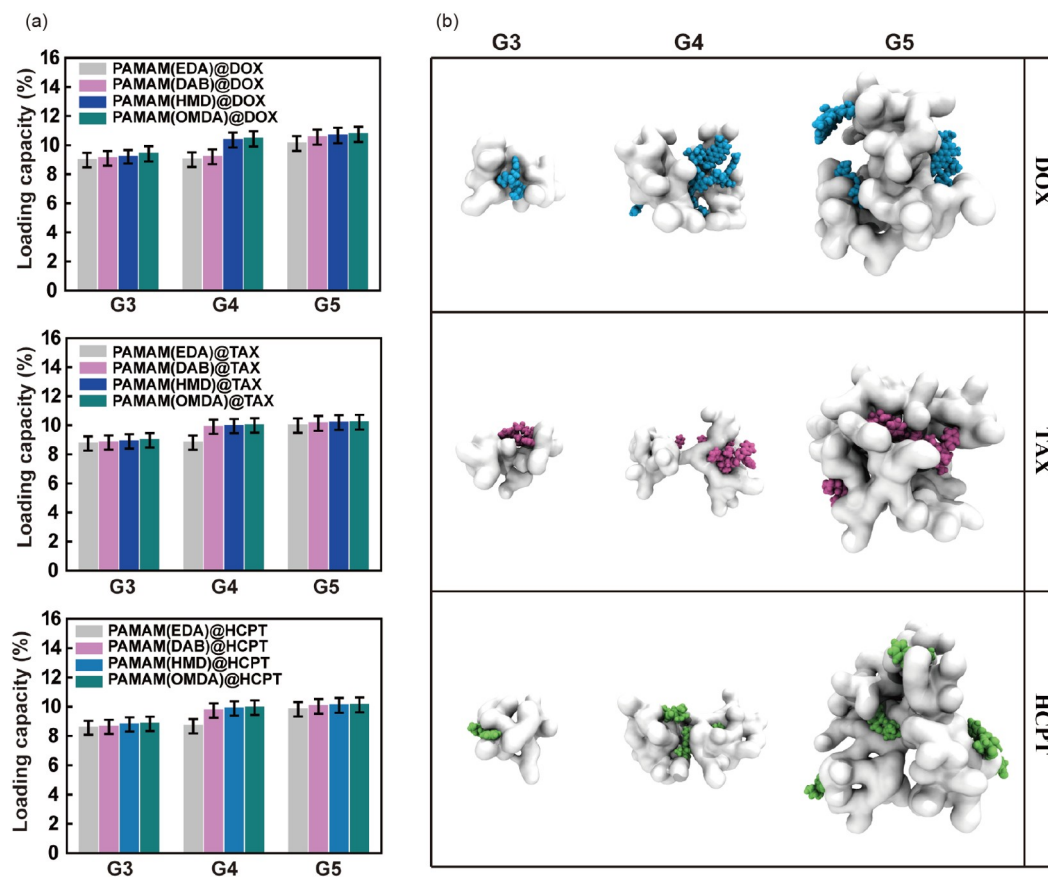 (a)
Loading capacity (%)
16
14
12
10
8
6
4
2
0
PAMAM(EDA)@DOX
PAMAM(DAB)@DOX
PAMAM(HMD)@DOX
PAMAM(OMDA)@DOX
G3 G4 G5
Loading capacity (%)
16
14
12
10
8
6
4
2
0
PAMAM(EDA)@TAX
PAMAM(DAB)@TAX
PAMAM(HMD)@TAX
PAMAM(OMDA)@TAX
G3 G4 G5
Loading capacity (%)
16
14
12
10
8
6
4
2
0
PAMAM(EDA)@HCPT
PAMAM(DAB)@HCPT
PAMAM(HMD)@HCPT
PAMAM(OMDA)@HCPT
G3 G4 G5
(b)
G3 G4 G5
DOX
TAX
HCPT